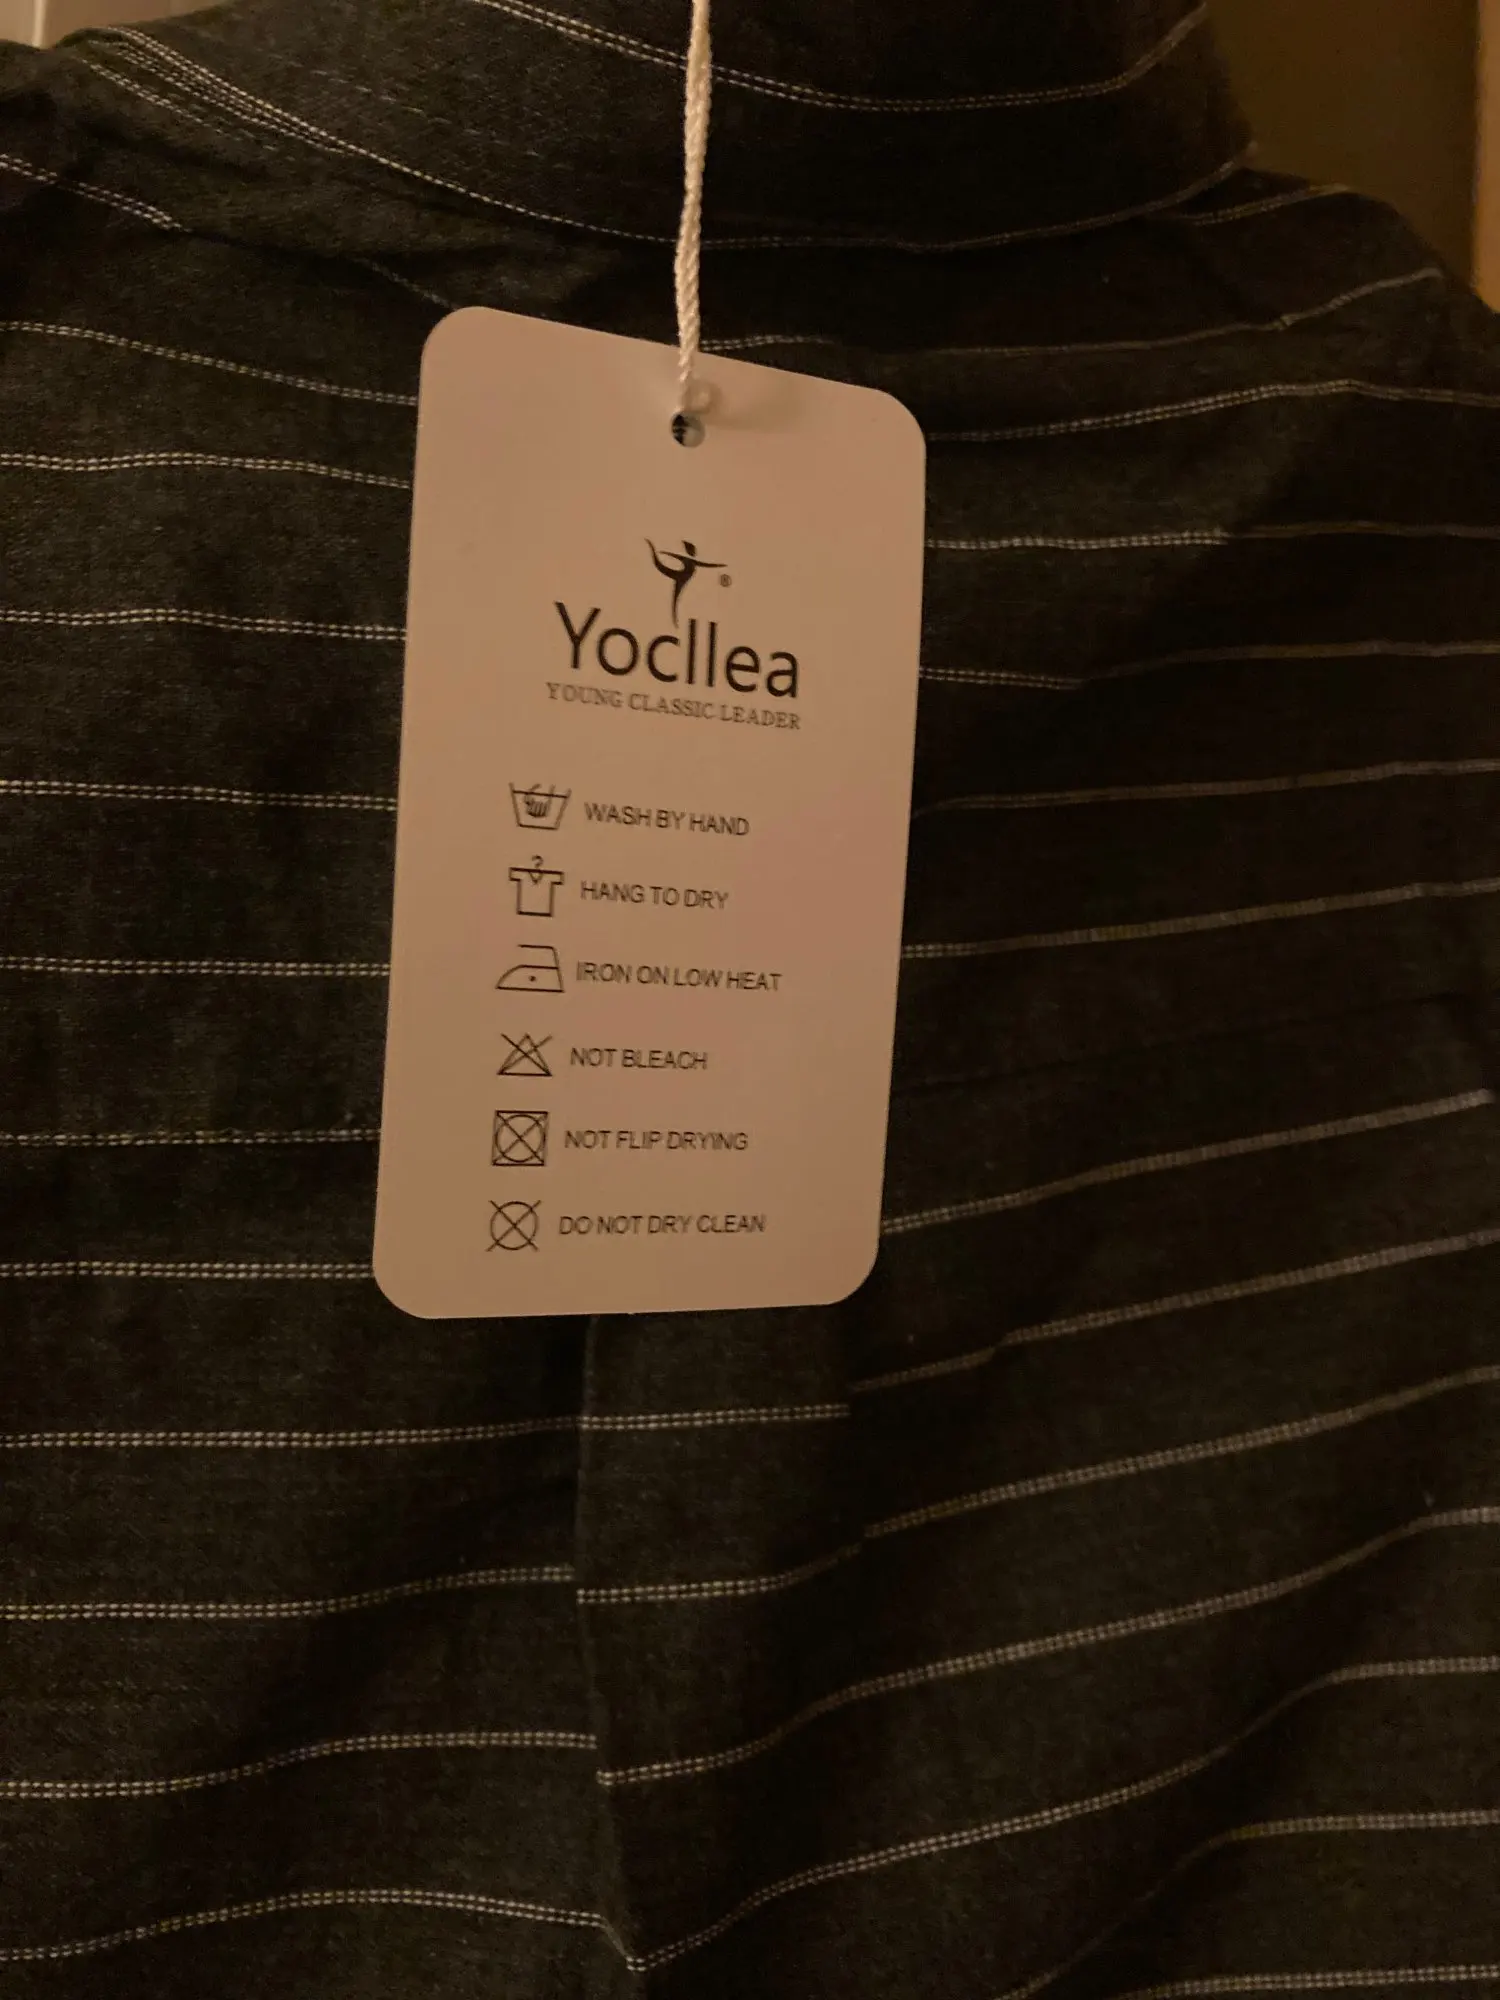 ®
Yocllea
YOUNG CLASSIC LEADER
WASH BY HAND
HANG TO DRY
IRON ON LOW HEAT
NOT BLEACH
NOT FLIP DRYING
DO NOT DRY CLEAN